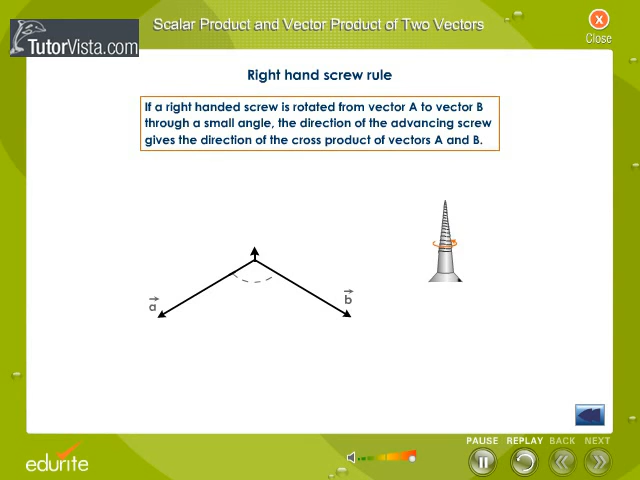 Scalar Product and Vector Product of Two Vectors
Close
TutorVista.com
Right hand screw rule
If a right handed screw is rotated from vector A to vector B
through a small angle, the direction of the advancing screw
gives the direction of the cross product of vectors A and B.
a
b
PAUSE REPLAY BACK NEXT
edurite